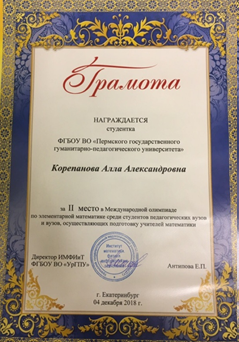 Грамота
НАГРАЖДАЕТСЯ
студентка
ФГБОУ ВО «Пермского государственного
гуманитарно-педагогического университета»
Корепанова Алла Александровна
за II место в Международной олимпиаде
по элементарной математике среди студентов педагогических вузов
и вузов, осуществляющих подготовку учителей математики
Директор ИМФИиТ
ФГБОУ ВО «УрГПУ»
Антипова Е.П.
г. Екатеринбург
04 декабря 2018 г.